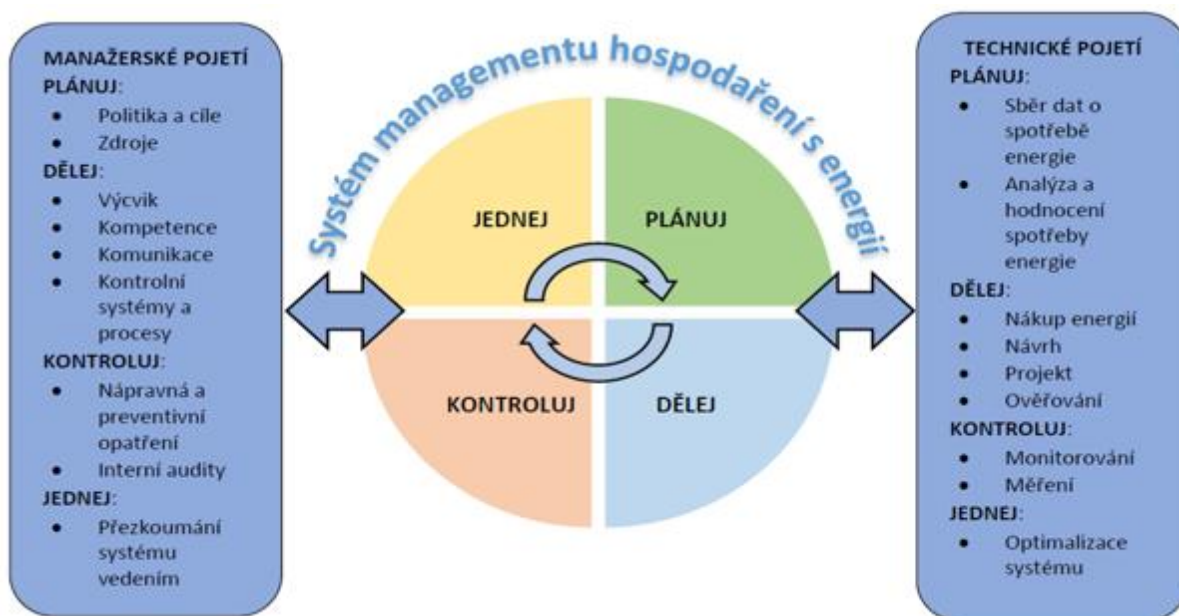 MANAŽERSKÉ POJETÍ
PLÁNUJ:
● Politika a cíle
● Zdroje
DĚLEJ:
● Výcvik
● Kompetence
● Komunikace
● Kontrolní
systémy a
procesy
KONTROLUJ:
● Nápravná a
preventivní
opatření
● Interní audity
JEDNEJ:
● Přezkoumání
systému
vedením
Systém managementu hospodaření s energií
JEDNEJ
PLÁNUJ
KONTROLUJ
DĚLEJ
TECHNICKÉ POJETÍ
PLÁNUJ:
● Sběr dat o
spotřebě
energie
● Analýza a
hodnocení
spotřeby
energie
DĚLEJ:
● Nákup energií
● Návrh
● Projekt
● Ověřování
KONTROLUJ:
● Monitorování
● Měření
JEDNEJ:
● Optimalizace
systému